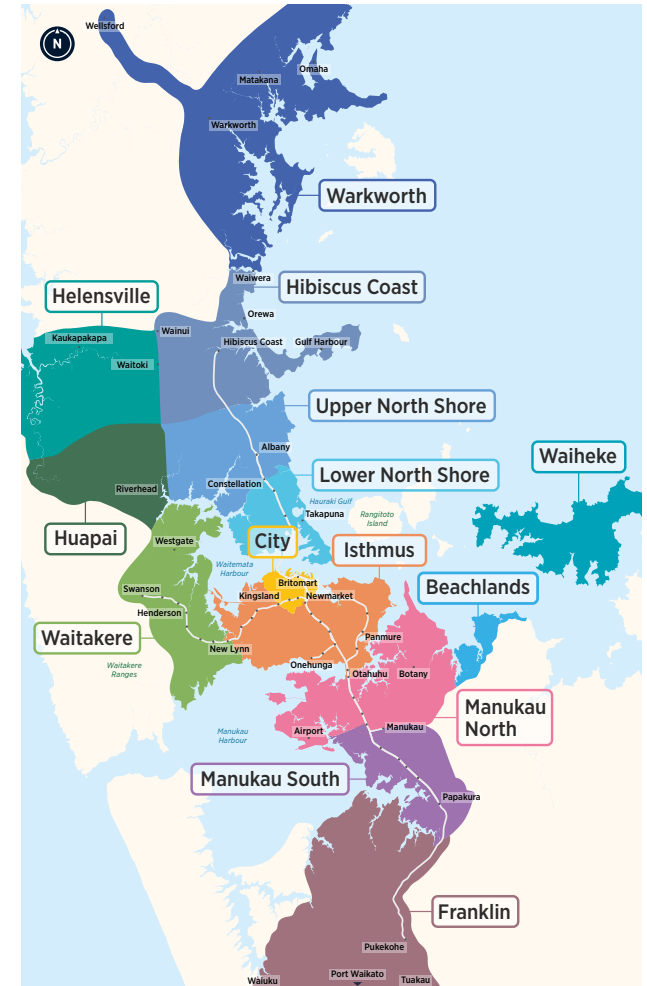 Wellsford
N
Omaha
Matakana
Warkworth
Warkworth
Waiwera
Hibiscus Coast
Helensville
Orewa
Wainui
Kaukapakapa
Hibiscus Coast
Gulf Harbour
Waitoki
Upper North Shore
Albany
Waiheke
Lower North Shore
Constellation
Riverhead
Hauraki Gulf
Takapuna
Rangitoto
Island
Huapai
Westgate
City
Isthmus
Waitemata
Harbour
Britomart
Beachlands
Swanson
Kingsland
Newmarket
Henderson
Waitakere
Panmure
New Lynn
Onehunga
Waitakere
Ranges
Otahuhu
Botany
Manukau
North
Airport
Manukau
Manukau
Harbour
Manukau South
Papakura
Franklin
Pukekohe
Port Waikato
Waiuku
Tuakau